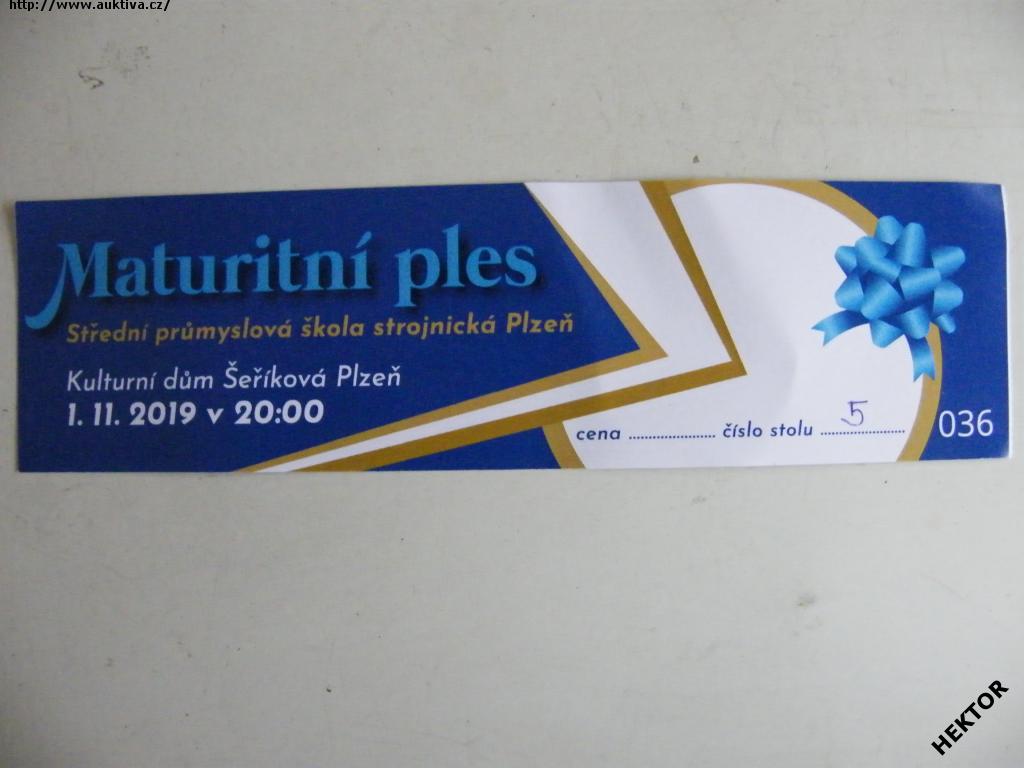 http://www.auktiva.cz/
Maturitní ples
Střední průmyslová škola strojnická Plzeň
Kulturní dům Šeříková Plzeň
1. 11. 2019 v 20:00
cena ...................... číslo stolu ..........5............
036
HEKTOR